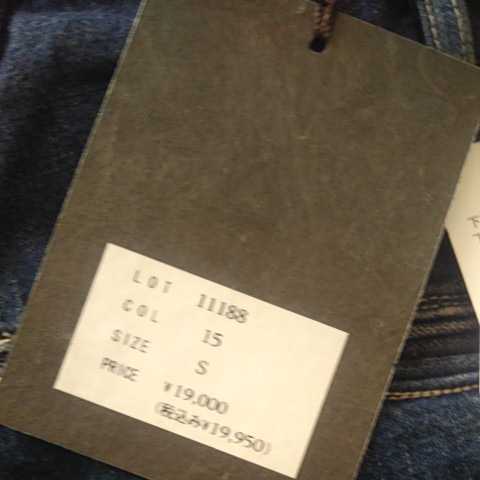 LOT 11188
COL 15
SIZE S
PRICE ¥19,000
(税込み¥19,950)